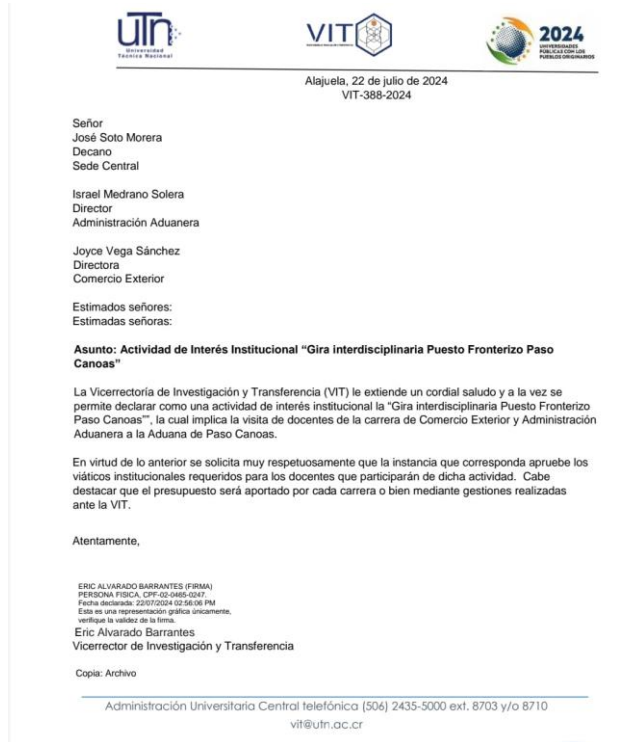 utn
Universidad
Técnica Nacional
VIT
2024
UNIVERSIDADES
PÚBLICAS CON LOS
PUEBLOS ORIGINARIOS
Alajuela, 22 de julio de 2024
VIT-388-2024
Señor
José Soto Morera
Decano
Sede Central
Israel Medrano Solera
Director
Administración Aduanera
Joyce Vega Sánchez
Directora
Comercio Exterior
Estimados señores:
Estimadas señoras:
Asunto: Actividad de Interés Institucional “Gira interdisciplinaria Puesto Fronterizo Paso
Canoas”
La Vicerrectoría de Investigación y Transferencia (VIT) le extiende un cordial saludo y a la vez se
permite declarar como una actividad de interés institucional la “Gira interdisciplinaria Puesto Fronterizo
Paso Canoas””, la cual implica la visita de docentes de la carrera de Comercio Exterior y Administración
Aduanera a la Aduana de Paso Canoas.
En virtud de lo anterior se solicita muy respetuosamente que la instancia que corresponda apruebe los
viáticos institucionales requeridos para los docentes que participarán de dicha actividad. Cabe
destacar que el presupuesto será aportado por cada carrera o bien mediante gestiones realizadas
ante la VIT.
Atentamente,
ERIC ALVARADO BARRANTES (FIRMA)
PERSONA FISICA, CPF-02-0465-0247.
Fecha declarada: 22/07/2024 02:56:06 PM
Esta es una representación gráfica únicamente,
verifique la validez de la firma.
Eric Alvarado Barrantes
Vicerrector de Investigación y Transferencia
Copia: Archivo
Administración Universitaria Central telefónica (506) 2435-5000 ext. 8703 y/o 8710
vit@utn.ac.cr